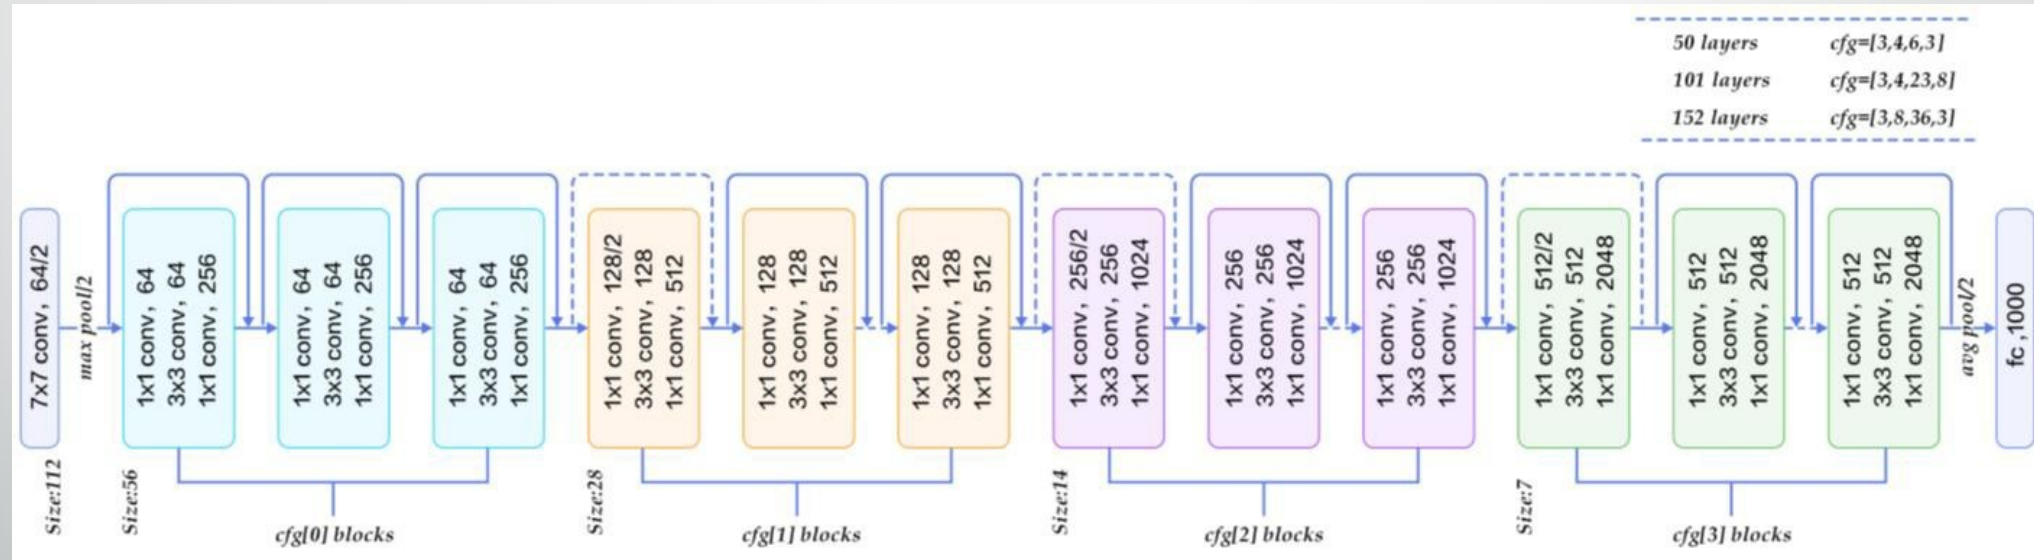 50 layers cfg=[3,4,6,3]
101 layers cfg=[3,4,23,8]
152 layers cfg=[3,8,36,3]
7x7 conv, 64/2
max pool/2
1x1 conv, 64
3x3 conv, 64
1x1 conv, 256
1x1 conv, 64
3x3 conv, 64
1x1 conv, 256
1x1 conv, 64
3x3 conv, 64
1x1 conv, 256
1x1 conv, 128/2
3x3 conv, 128
1x1 conv, 512
1x1 conv, 128
3x3 conv, 128
1x1 conv, 512
1x1 conv, 128
3x3 conv, 128
1x1 conv, 512
1x1 conv, 256/2
3x3 conv, 256
1x1 conv, 1024
1x1 conv, 256
3x3 conv, 256
1x1 conv, 1024
1x1 conv, 256
3x3 conv, 256
1x1 conv, 1024
1x1 conv, 512/2
3x3 conv, 512
1x1 conv, 2048
1x1 conv, 512
3x3 conv, 512
1x1 conv, 2048
1x1 conv, 512
3x3 conv, 512
1x1 conv, 2048
avg pool/2
fc ,1000
Size:112
Size:56
cfg[0] blocks
Size:28
cfg[1] blocks
Size:14
cfg[2] blocks
Size:7
cfg[3] blocks